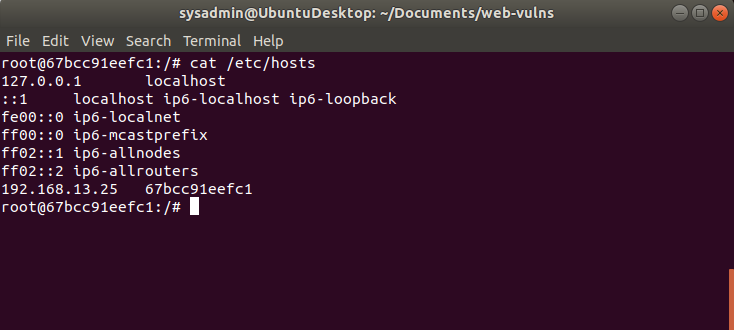 sysadmin@UbuntuDesktop: ~/Documents/web-vulns
File Edit View Search Terminal Help
root@67bcc91eefc1:/# cat /etc/hosts
127.0.0.1       localhost
::1     localhost ip6-localhost ip6-loopback
fe00::0 ip6-localnet
ff00::0 ip6-mcastprefix
ff02::1 ip6-allnodes
ff02::2 ip6-allrouters
192.168.13.25   67bcc91eefc1
root@67bcc91eefc1:/#